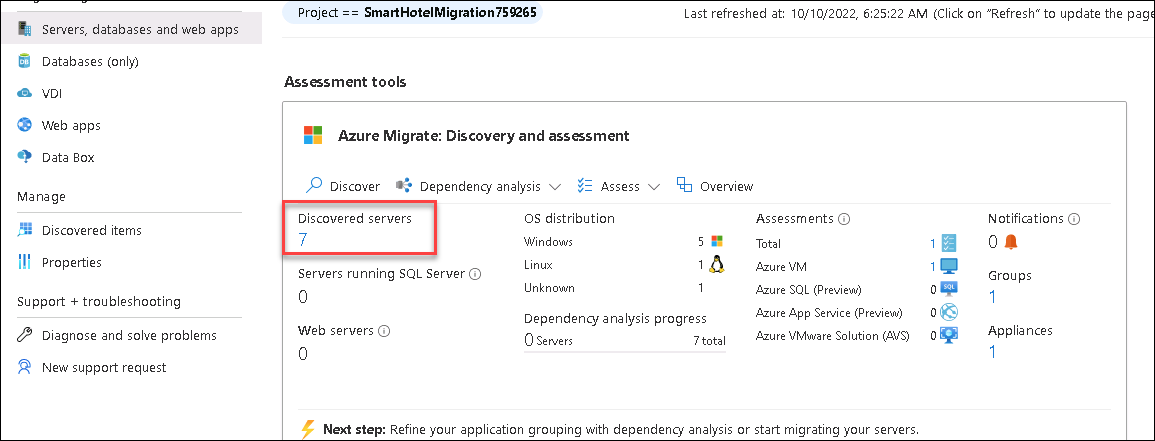 Project == SmartHotelMigration759265
Last refreshed at: 10/10/2022, 6:25:22 AM (Click on "Refresh" to update the page
Servers, databases and web apps
Databases (only)
VDI
Web apps
Data Box
Manage
Discovered items
Properties
Support + troubleshooting
Diagnose and solve problems
New support request
Assessment tools
Azure Migrate: Discovery and assessment
Discover
Dependency analysis
Assess
Overview
Discovered servers
7
Servers running SQL Server
0
Web servers
0
OS distribution
Windows 5
Linux 1
Unknown 1
Dependency analysis progress
0 Servers 7 total
Assessments
Total 1
Azure VM 1
Azure SQL (Preview) 0
SQL
Azure App Service (Preview) 0
Azure VMware Solution (AVS) 0
Notifications
0
Groups
1
Appliances
1
Next step: Refine your application grouping with dependency analysis or start migrating your servers.